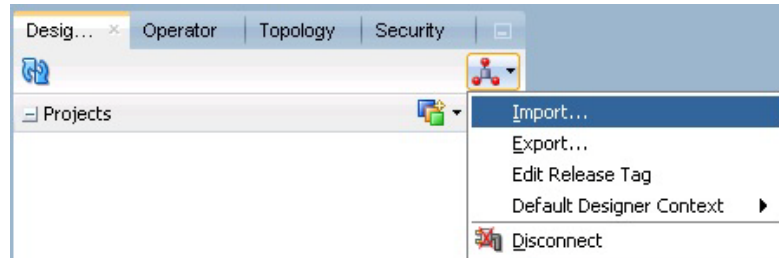 Desig... Operator Topology Security
Projects
Import...
Export...
Edit Release Tag
Default Designer Context
Disconnect